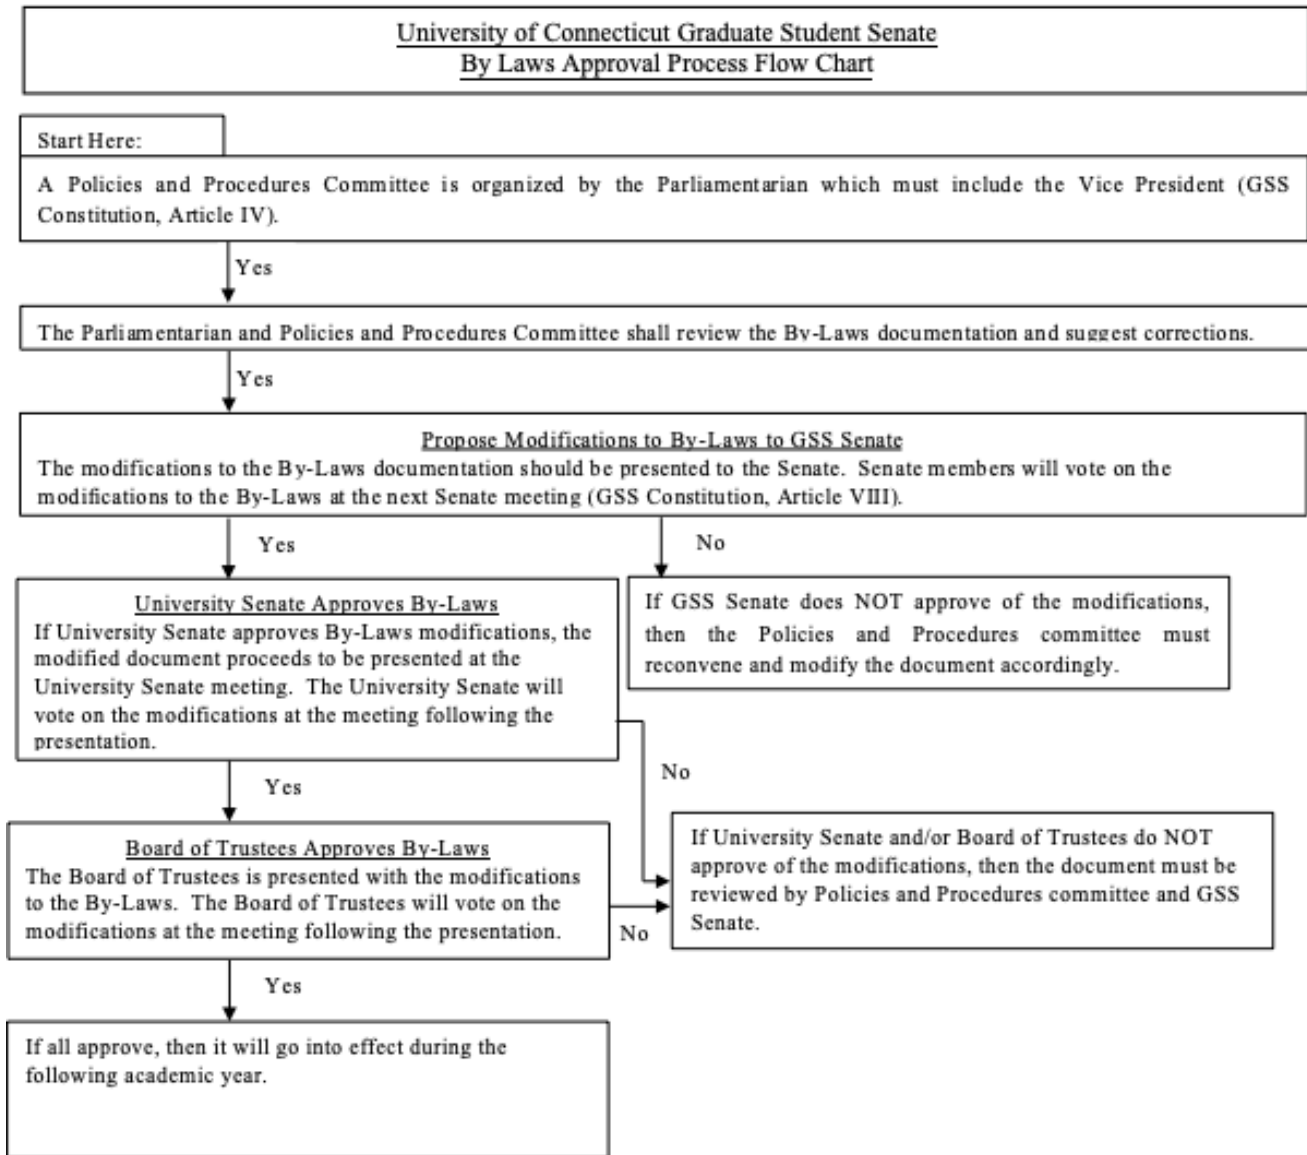 University of Connecticut Graduate Student Senate
By Laws Approval Process Flow Chart
Start Here:
A Policies and Procedures Committee is organized by the Parliamentarian which must include the Vice President (GSS
Constitution, Article IV).
Yes
The Parliamentarian and Policies and Procedures Committee shall review the By-Laws documentation and suggest corrections.
Yes
Propose Modifications to By-Laws to GSS Senate
The modifications to the By-Laws documentation should be presented to the Senate. Senate members will vote on the
modifications to the By-Laws at the next Senate meeting (GSS Constitution, Article VIII).
Yes
No
University Senate Approves By-Laws
If University Senate approves By-Laws modifications, the
modified document proceeds to be presented at the
University Senate meeting. The University Senate will
vote on the modifications at the meeting following the
presentation.
If GSS Senate does NOT approve of the modifications,
then the Policies and Procedures committee must
reconvene and modify the document accordingly.
Yes
No
Board of Trustees Approves By-Laws
The Board of Trustees is presented with the modifications
to the By-Laws. The Board of Trustees will vote on the
modifications at the meeting following the presentation.
No
If University Senate and/or Board of Trustees do NOT
approve of the modifications, then the document must be
reviewed by Policies and Procedures committee and GSS
Senate.
Yes
If all approve, then it will go into effect during the
following academic year.